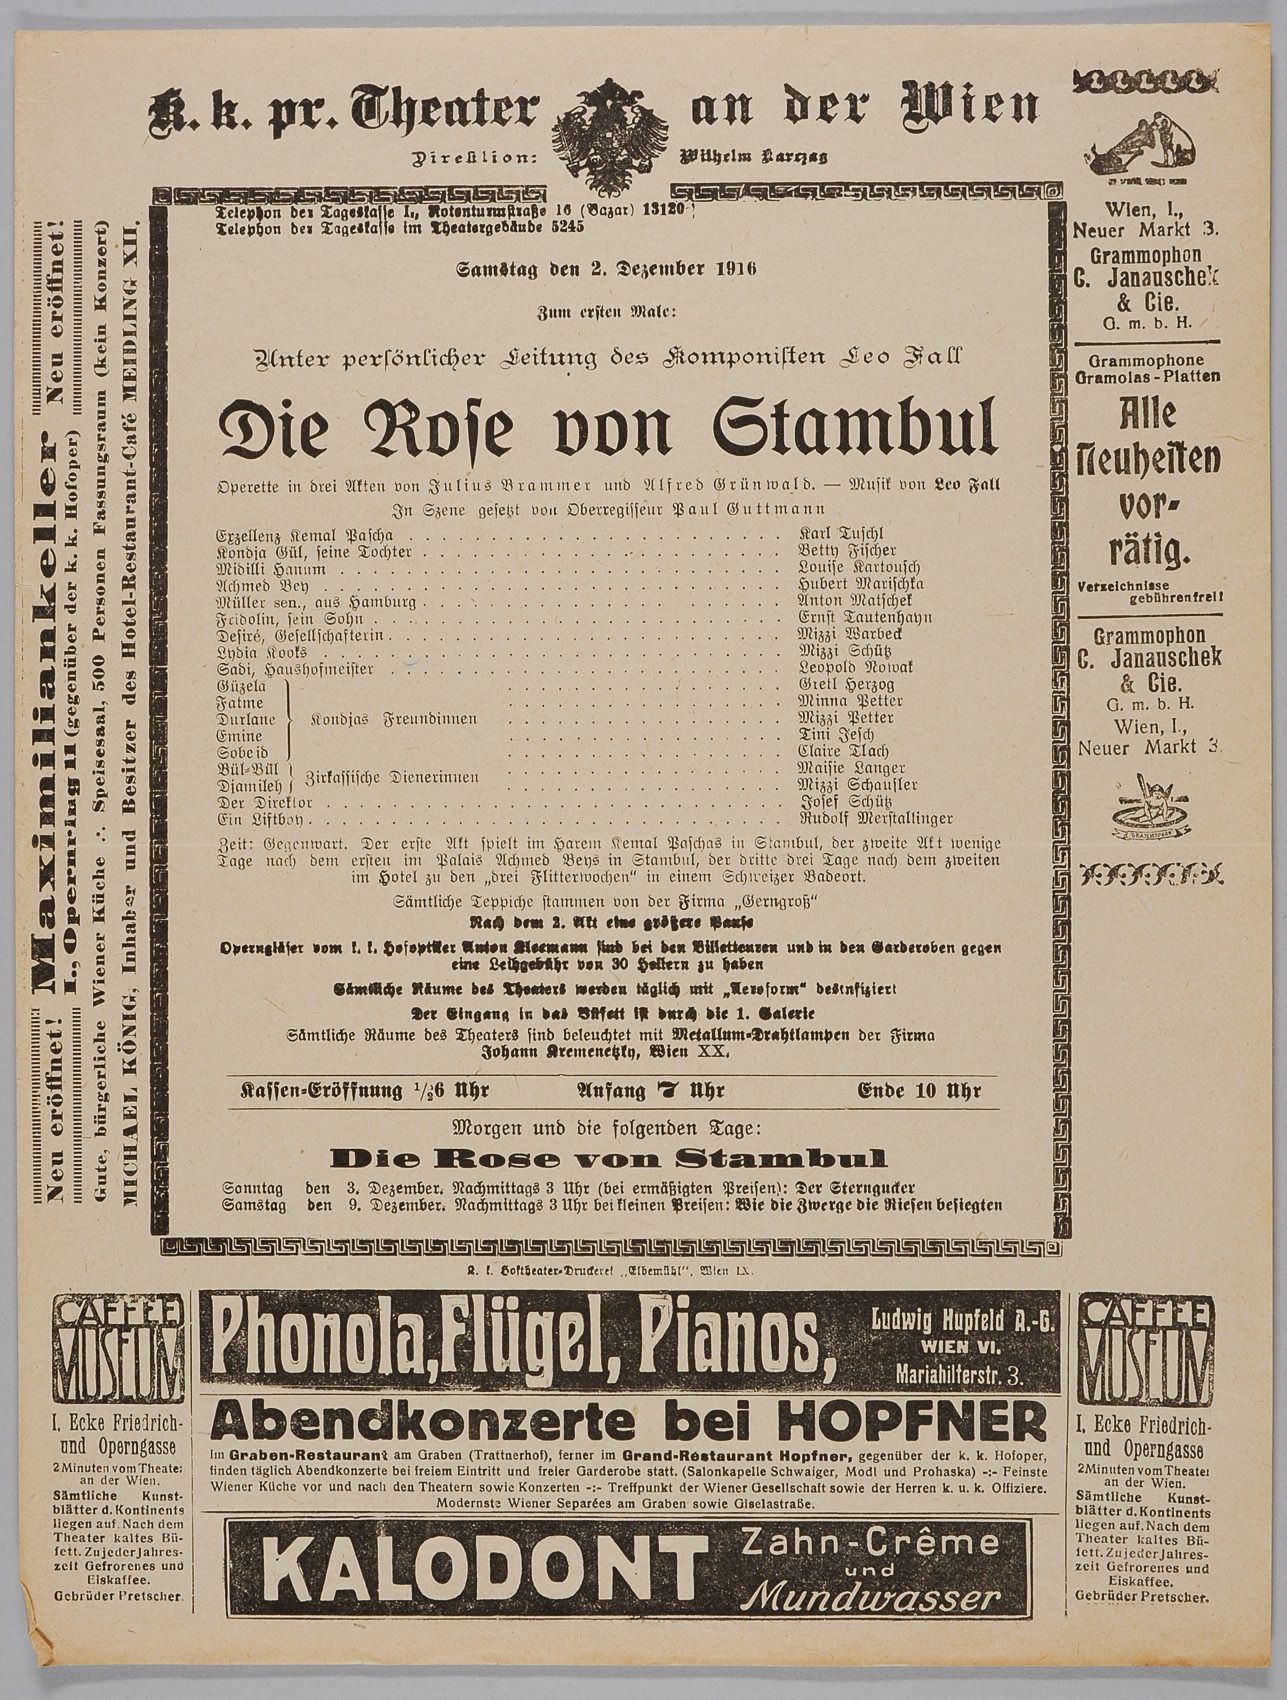 K. k. pr. Theater an der Wien
Direktion: Wilhelm Karczag
Telephon der Tageskasse I., Rotenturmstraße 16 (Bazar) 13120
Telephon der Tageskasse im Theatergebäude 5245
Samstag den 2. Dezember 1916
Zum ersten Male:
Unter persönlicher Leitung des Komponisten Leo Fall
Die Rose von Stambul
Operette in drei Akten von Julius Brammer und Alfred Grünwald. — Musik von Leo Fall
In Szene gesetzt von Oberregisseur Paul Guttmann
Exzellenz Kemal Pascha . . . Karl Tuschl
Kondja Gül, seine Tochter . . . Betty Fischer
Midilli Hanum . . . Louise Kartousch
Achmed Bey . . . Hubert Marischka
Müller sen., aus Hamburg . . . Anton Matschek
Fridolin, sein Sohn . . . Ernst Tautenhayn
Desiré, Gesellschafterin . . . Mizzi Warbeck
Lydia Kooks . . . Mizzi Schütz
Sadi, Haushofmeister . . . Leopold Nowak
Güzela . . . Gretl Herzog
Fatme . . . Minna Petter
Durlane } Kondjas Freundinnen . . . Mizzi Petter
Emine . . . Tini Jesch
Sobeid . . . Claire Tlach
Bül-Bül } Zirkassische Dienerinnen . . . Maisie Langer
Djamileh . . . Mizzi Schausler
Der Direktor . . . Josef Schütz
Ein Liftboy . . . Rudolf Merstallinger
Zeit: Gegenwart. Der erste Akt spielt im Harem Kemal Paschas in Stambul, der zweite Akt wenige
Tage nach dem ersten im Palais Achmed Beys in Stambul, der dritte drei Tage nach dem zweiten
im Hotel zu den „drei Flitterwochen“ in einem Schweizer Badeort.
Sämtliche Teppiche stammen von der Firma „Gerngroß“
Nach dem 2. Akt eine größere Pause
Operngläser vom k. k. Hofoptiker Anton Kleemann sind bei den Billetteuren und in den Garderoben gegen
eine Leihgebühr von 30 Hellern zu haben
Sämtliche Räume des Theaters werden täglich mit „Aeroform“ desinfiziert
Der Eingang in das Büfett ist durch die 1. Galerie
Sämtliche Räume des Theaters sind beleuchtet mit Metallum-Drahtlampen der Firma
Johann Kremenetzky, Wien XX.
Kassen-Eröffnung ½6 Uhr Anfang 7 Uhr Ende 10 Uhr
Morgen und die folgenden Tage:
Die Rose von Stambul
Sonntag den 3. Dezember. Nachmittags 3 Uhr (bei ermäßigten Preisen): Der Sterngucker
Samstag den 9. Dezember. Nachmittags 3 Uhr bei kleinen Preisen: Wie die Zwerge die Riesen besiegten
K. k. Hoftheater-Druckerei „Elbemühl“, Wien IX.
Neu eröffnet! Maximiliankeller Neu eröffnet!
I., Opernring 11 (gegenüber der k. k. Hofoper)
Gute, bürgerliche Wiener Küche ∴ Speisesaal, 500 Personen Fassungsraum (kein Konzert)
MICHAEL KÖNIG, Inhaber und Besitzer des Hotel-Restaurant-Café MEIDLING XII.
Wien, I.,
Neuer Markt 3.
Grammophon
C. Janauschek
& Cie.
G. m. b. H.
Grammophone
Gramolas-Platten
Alle
Neuheiten
vor-
rätig.
Verzeichnisse
gebührenfrei!
Grammophon
C. Janauschek
& Cie.
G. m. b. H.
Wien, I.,
Neuer Markt 3.
CAFFEE
MUSEUM
I. Ecke Friedrich-
und Operngasse
2 Minuten vom Theater
an der Wien.
Sämtliche Kunst-
blätter d. Kontinents
liegen auf. Nach dem
Theater kaltes Bü-
fett. Zu jeder Jahres-
zeit Gefrorenes und
Eiskaffee.
Gebrüder Pretscher.
Phonola, Flügel, Pianos,
Ludwig Hupfeld A.-G.
WIEN VI.
Mariahilferstr. 3.
Abendkonzerte bei HOPFNER
Im Graben-Restaurant am Graben (Trattnerhof), ferner im Grand-Restaurant Hopfner, gegenüber der k. k. Hofoper,
finden täglich Abendkonzerte bei freiem Eintritt und freier Garderobe statt. (Salonkapelle Schwaiger, Modl und Prohaska) -:- Feinste
Wiener Küche vor und nach den Theatern sowie Konzerten -:- Treffpunkt der Wiener Gesellschaft sowie der Herren k. u. k. Offiziere.
Modernste Wiener Separées am Graben sowie Giselastraße.
KALODONT
Zahn-Crême
und
Mundwasser
CAFFEE
MUSEUM
I. Ecke Friedrich-
und Operngasse
2 Minuten vom Theater
an der Wien.
Sämtliche Kunst-
blätter d. Kontinents
liegen auf. Nach dem
Theater kaltes Bü-
fett. Zu jeder Jahres-
zeit Gefrorenes und
Eiskaffee.
Gebrüder Pretscher.